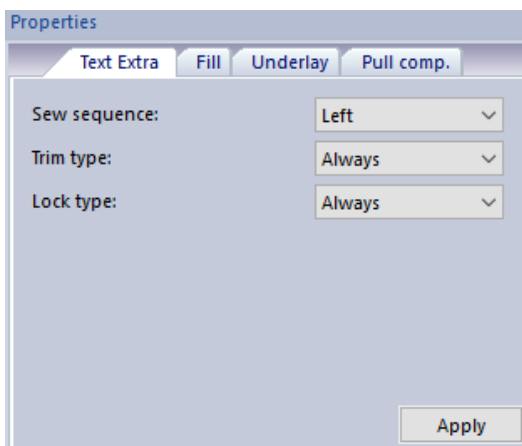 Properties
Text Extra Fill Underlay Pull comp.
Sew sequence: Left
Trim type: Always
Lock type: Always
Apply